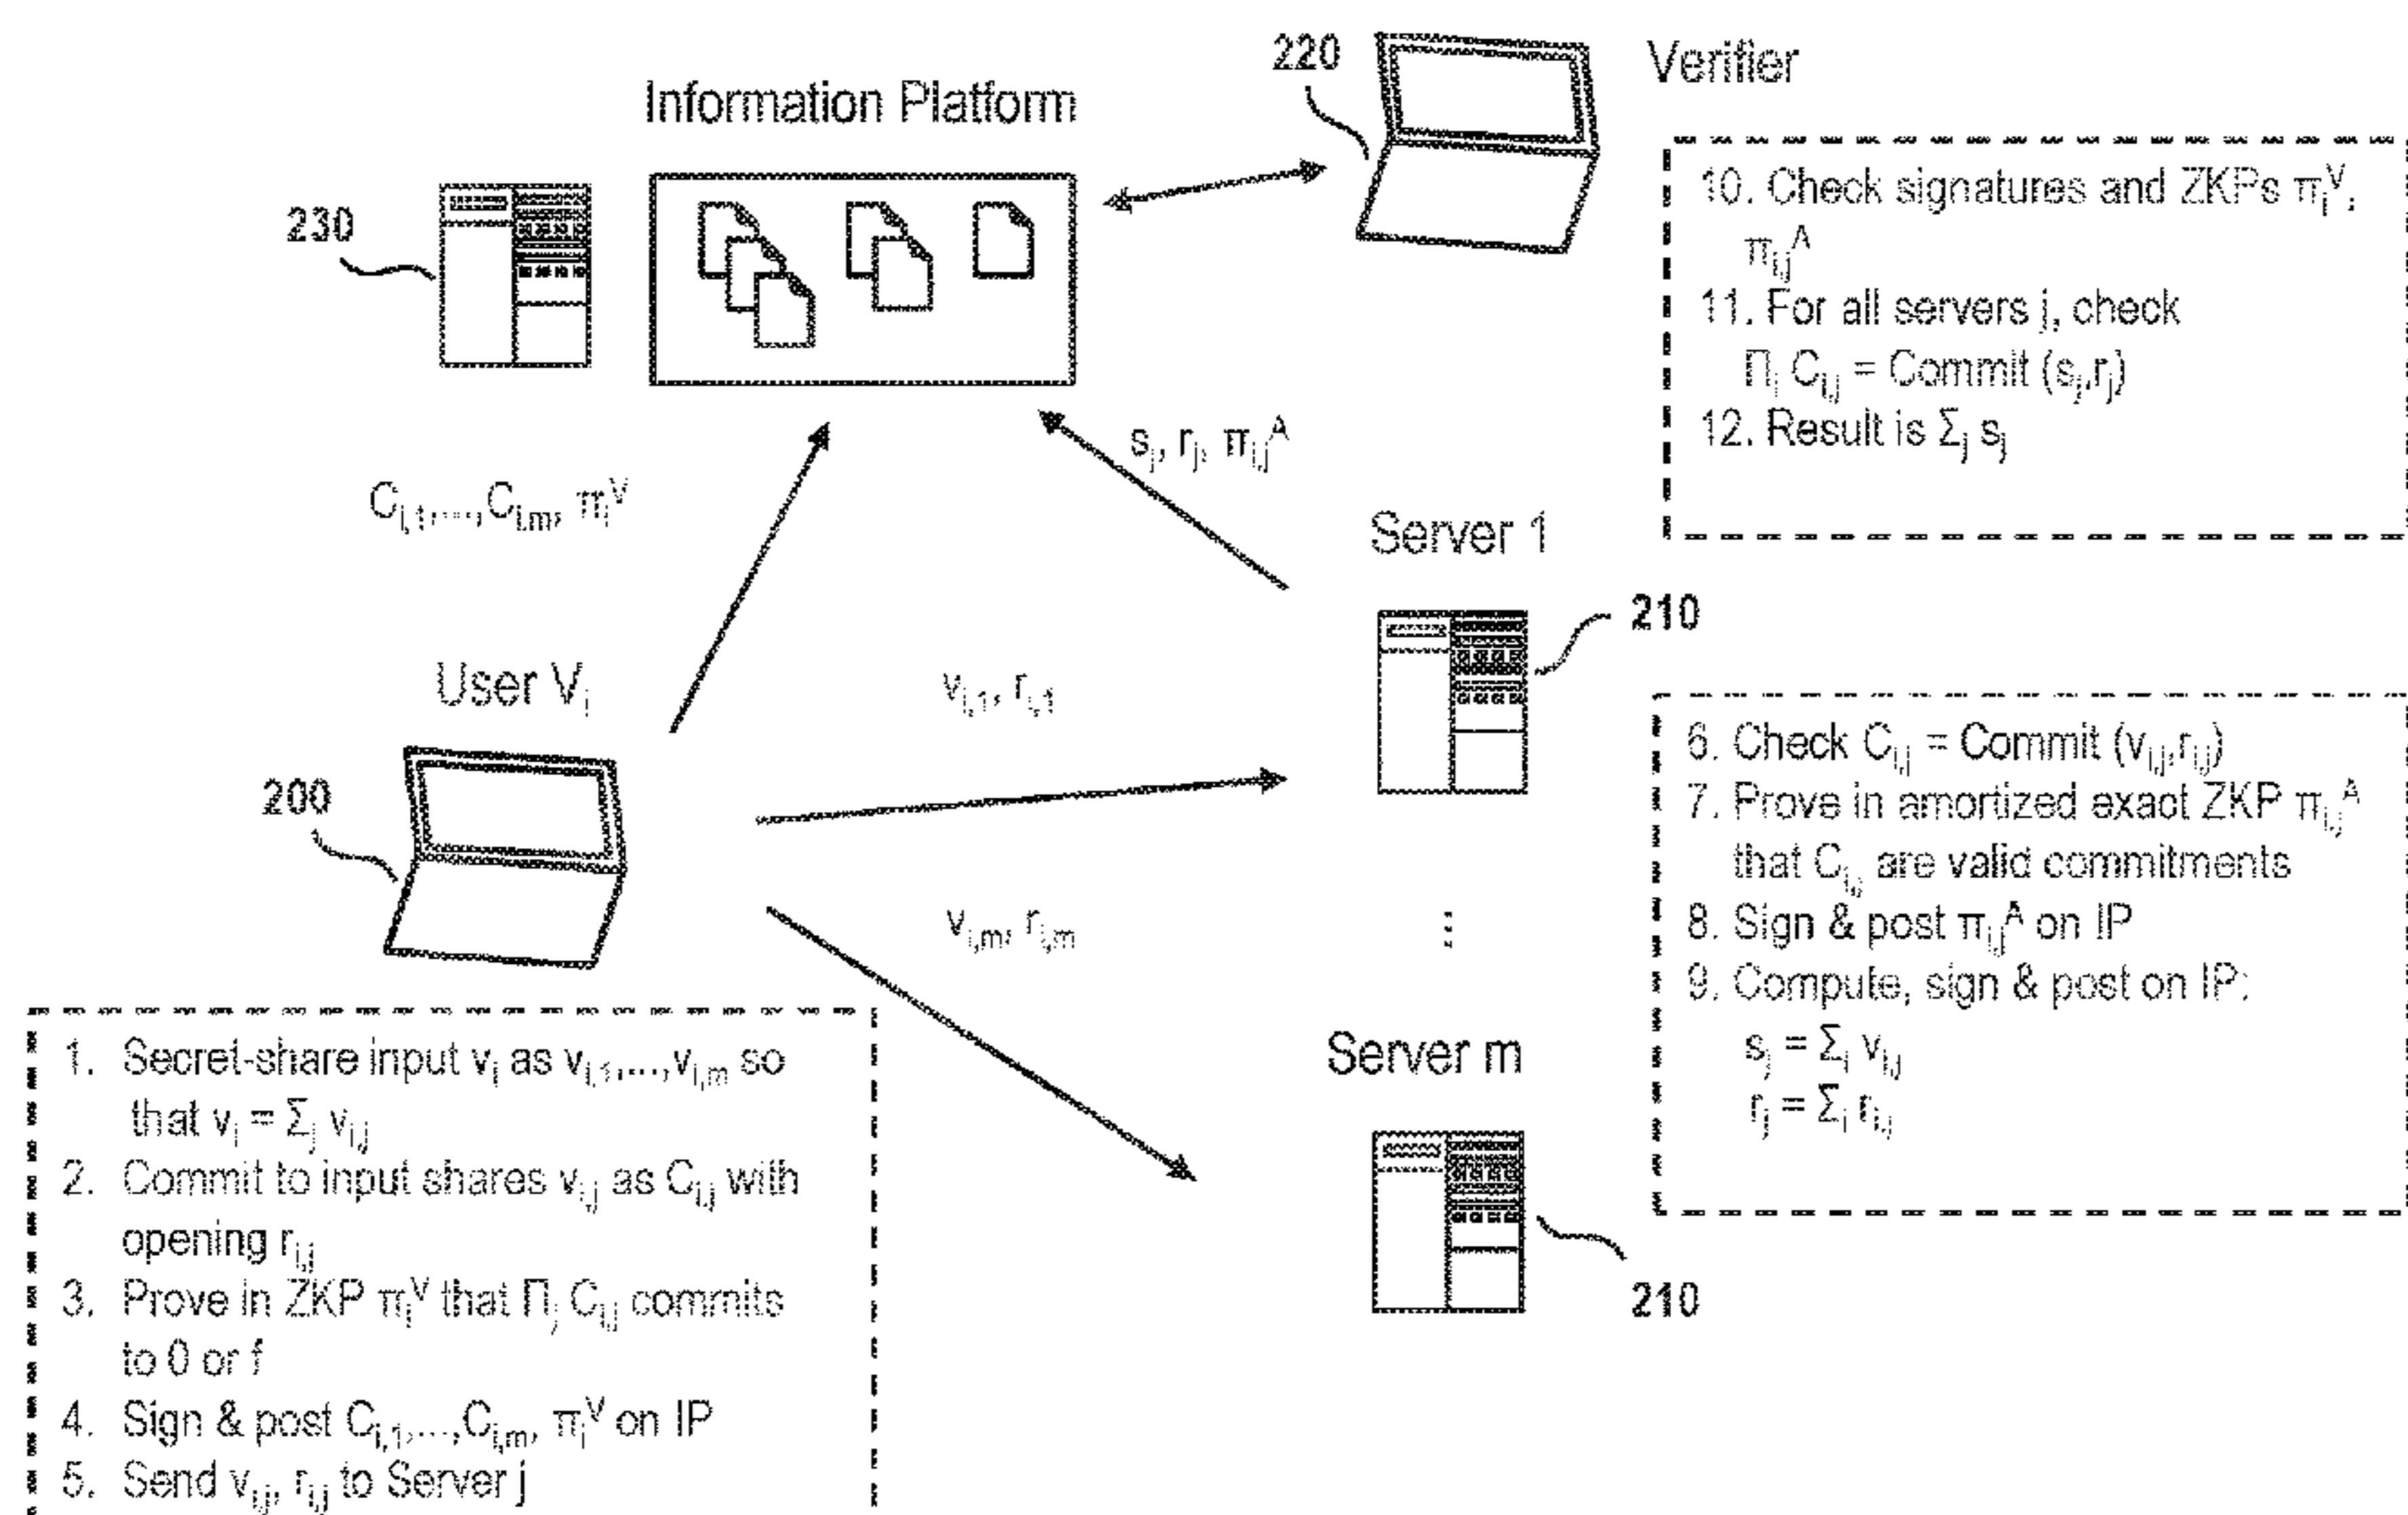 220
Verifier
Information Platform
230
10. Check signatures and ZKPs π_i^V,
π_{i,j}^A
11. For all servers j, check
Π_i C_{i,j} = Commit (s_j,r_j)
12. Result is Σ_j s_j
s_j, r_j, π_{i,j}^A
C_{i,1},...,C_{i,m}, π_i^V
Server 1
210
User V_i
v_{i,1}, r_{i,1}
200
6. Check C_{i,j} = Commit (v_{i,j},r_{i,j})
7. Prove in amortized exact ZKP π_{i,j}^A
that C_{i,j} are valid commitments
8. Sign & post π_{i,j}^A on IP
9. Compute, sign & post on IP:
s_j = Σ_i v_{i,j}
r_j = Σ_i r_{i,j}
v_{i,m}, r_{i,m}
⋮
Server m
210
1. Secret-share input v_i as v_{i,1},...,v_{i,m} so
that v_i = Σ_j v_{i,j}
2. Commit to input shares v_{i,j} as C_{i,j} with
opening r_{i,j}
3. Prove in ZKP π_i^V that Π_j C_{i,j} commits
to 0 or f
4. Sign & post C_{i,1},...,C_{i,m}, π_i^V on IP
5. Send v_{i,j}, r_{i,j} to Server j